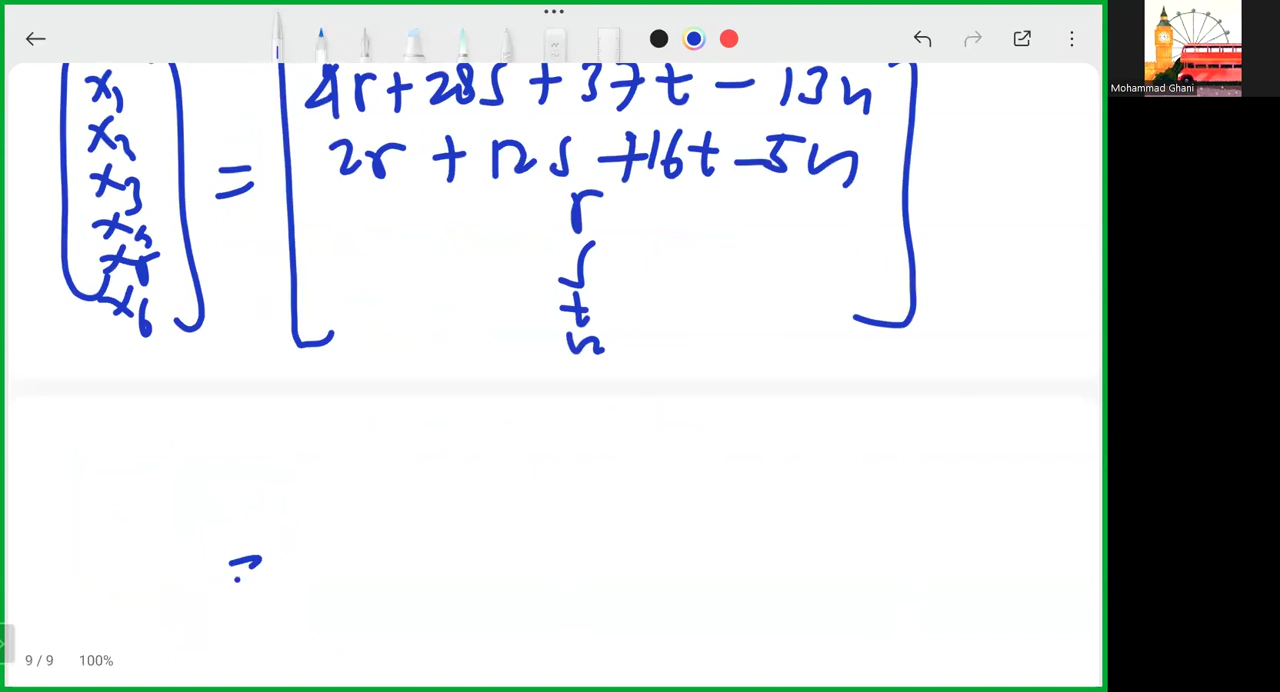 x1
x2
x3
x4
x5
x6
=
4r + 28s + 37t - 13u
2r + 12s + 16t - 5u
r
s
t
u
=
Mohammad Ghani
9 / 9 100%